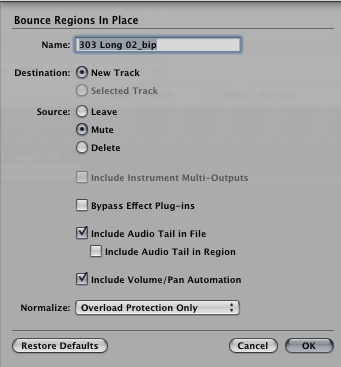 Bounce Regions In Place
Name: 303 Long 02_bip
Destination: New Track
Selected Track
Source: Leave
Mute
Delete
Include Instrument Multi-Outputs
Bypass Effect Plug-ins
Include Audio Tail in File
Include Audio Tail in Region
Include Volume/Pan Automation
Normalize: Overload Protection Only
Restore Defaults Cancel OK